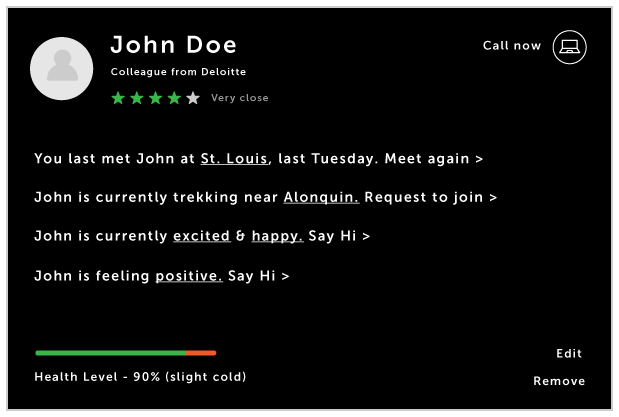 John Doe
Call now
Colleague from Deloitte
Very close
You last met John at St. Louis, last Tuesday. Meet again >
John is currently trekking near Alonquin. Request to join >
John is currently excited & happy. Say Hi >
John is feeling positive. Say Hi >
Edit
Health Level - 90% (slight cold)
Remove